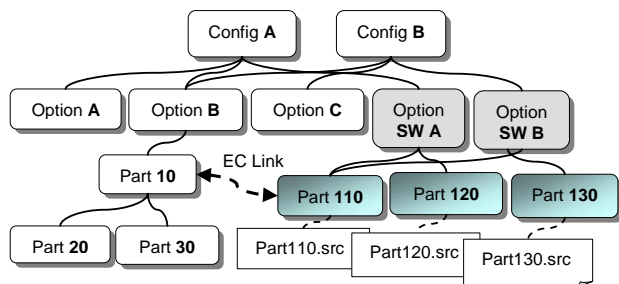 Config A
Config B
Option A
Option B
Option C
Option
SW A
Option
SW B
EC Link
Part 10
Part 110
Part 120
Part 130
Part 20
Part 30
Part110.src
Part120.src
Part130.src